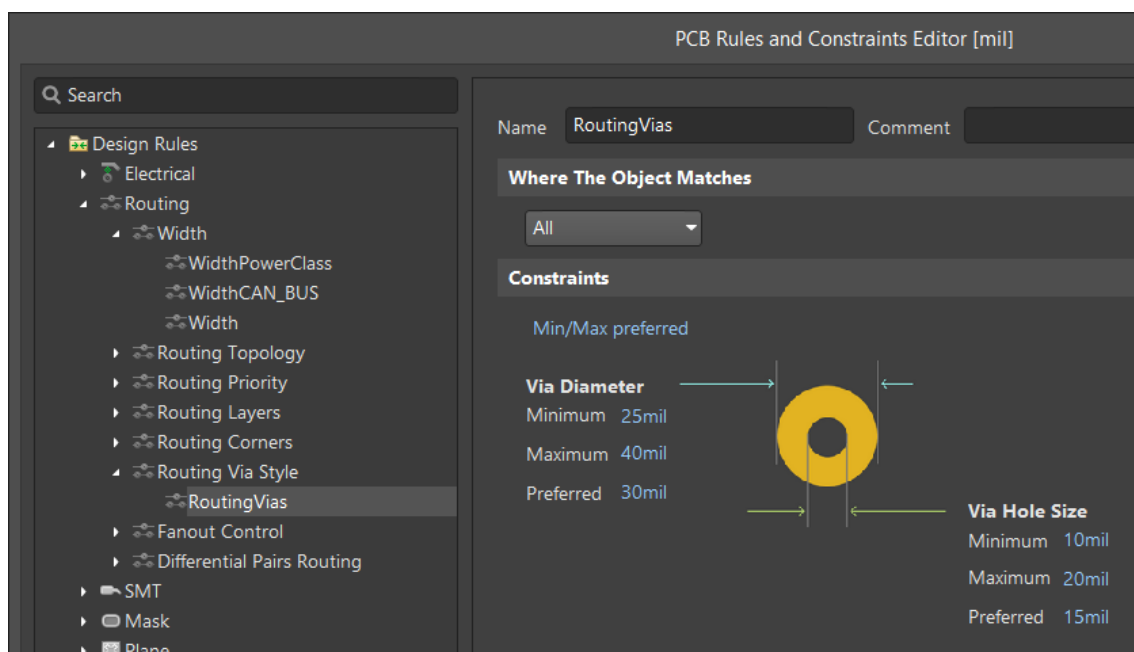 PCB Rules and Constraints Editor [mil]
Search
Design Rules
Electrical
Routing
Width
WidthPowerClass
WidthCAN_BUS
Width
Routing Topology
Routing Priority
Routing Layers
Routing Corners
Routing Via Style
RoutingVias
Fanout Control
Differential Pairs Routing
SMT
Mask
Plane
Name RoutingVias Comment
Where The Object Matches
All
Constraints
Min/Max preferred
Via Diameter
Minimum 25mil
Maximum 40mil
Preferred 30mil
Via Hole Size
Minimum 10mil
Maximum 20mil
Preferred 15mil